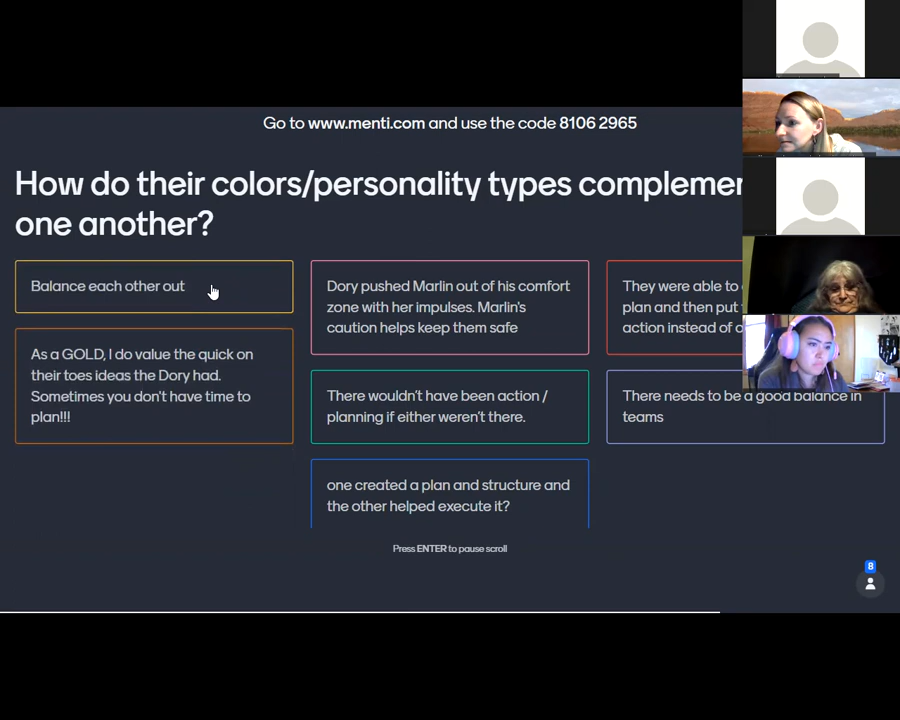 Go to www.menti.com and use the code 8106 2965
How do their colors/personality types
one another?
Balance each other out
As a GOLD, I do value the quick on
their toes ideas the Dory had.
Sometimes you don't have time to
plan!!!
Dory pushed Marlin out of his comfort
zone with her impulses. Marlin's
caution helps keep them safe
There wouldn't have been action /
planning if either weren't there.
one created a plan and structure and
the other helped execute it?
They were able to
plan and then put
action instead of
There needs to be a good balance in
teams
Press ENTER to pause scroll
8